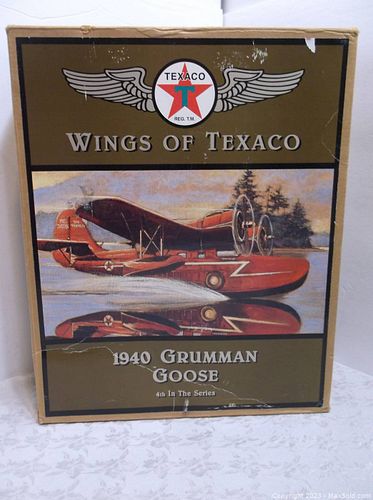 TEXACO
T
REG. T.M.
WINGS OF TEXACO
1940 GRUMMAN
GOOSE
4th In The Series
Copyright 2023 - MaxSold.com